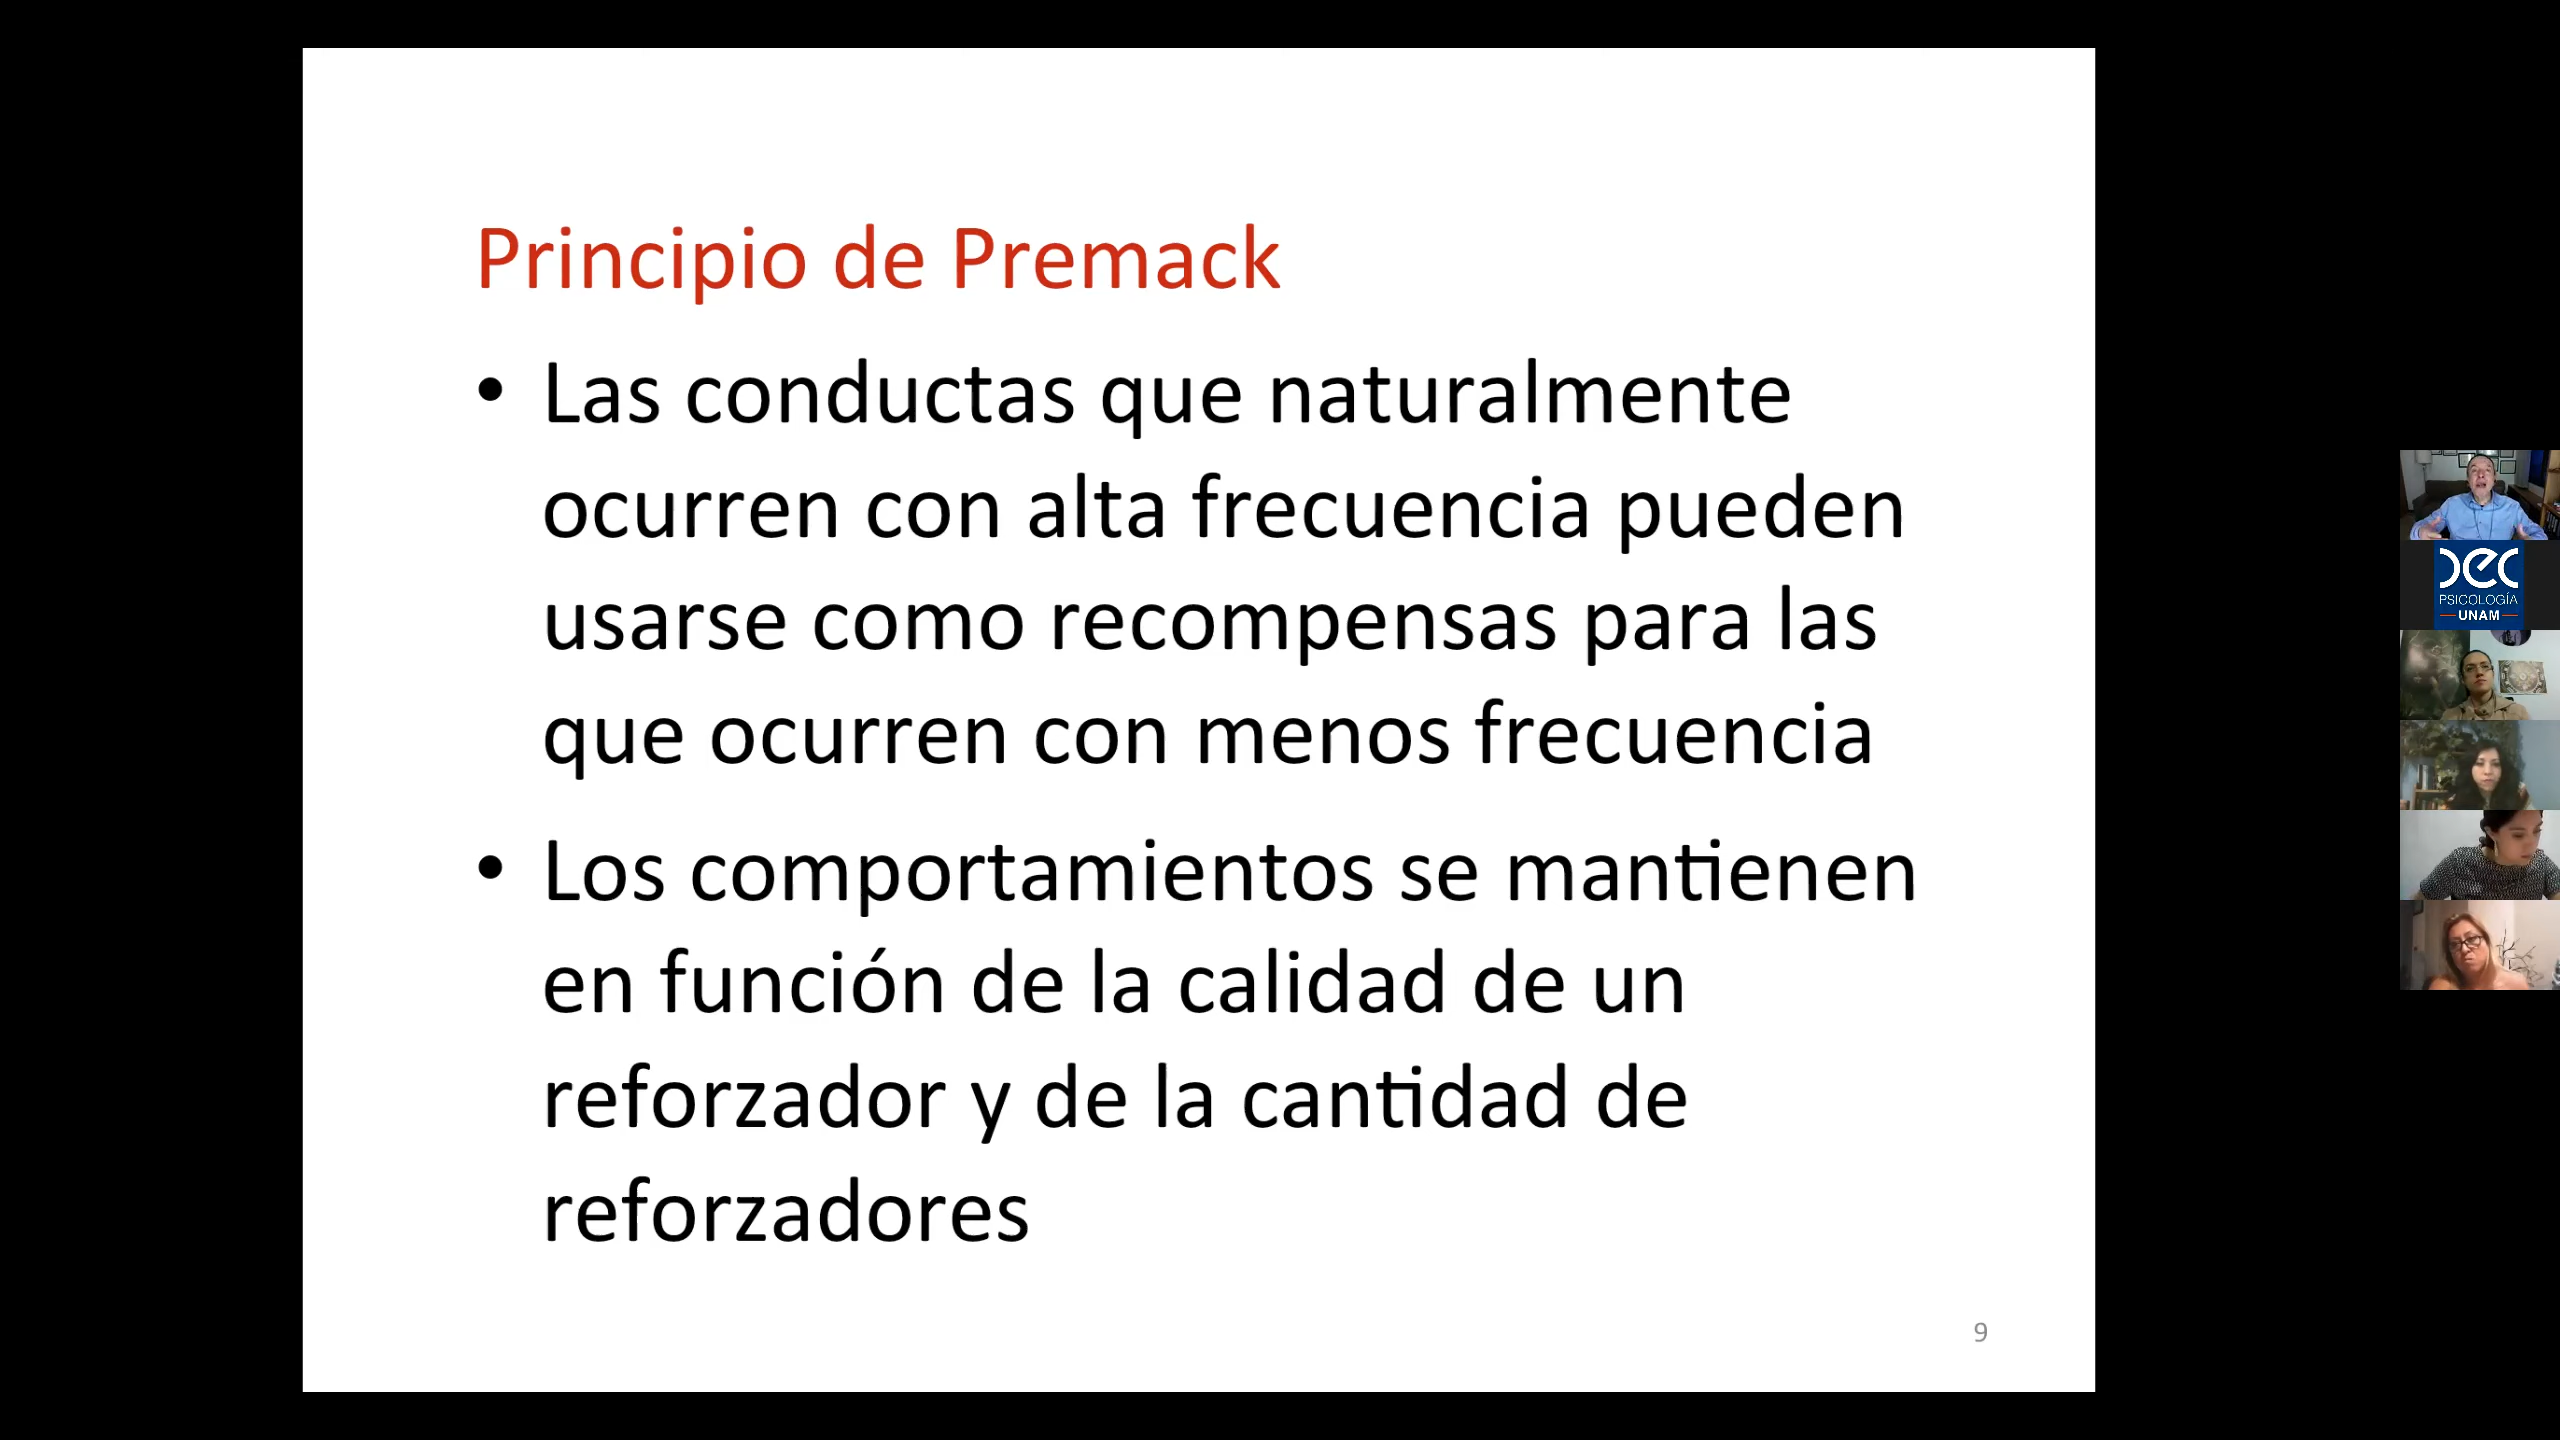 Principio de Premack
• Las conductas que naturalmente
ocurren con alta frecuencia pueden
usarse como recompensas para las
que ocurren con menos frecuencia
• Los comportamientos se mantienen
en función de la calidad de un
reforzador y de la cantidad de
reforzadores
9
DEC
PSICOLOGÍA
UNAM